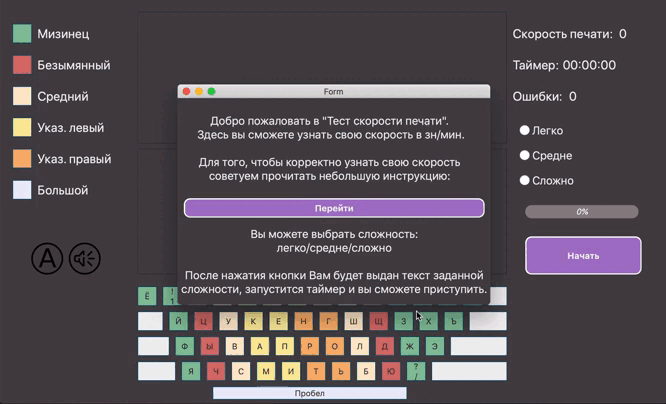 Мизинец
Безымянный
Средний
Указ. левый
Указ. правый
Большой
A
Form
Добро пожаловать в "Тест скорости печати".
Здесь вы сможете узнать свою скорость в зн/мин.
Для того, чтобы корректно узнать свою скорость
советуем прочитать небольшую инструкцию:
Перейти
Вы можете выбрать сложность:
легко/средне/сложно
После нажатия кнопки Вам будет выдан текст заданной
сложности, запустится таймер и вы сможете приступить.
Скорость печати: 0
Таймер: 00:00:00
Ошибки: 0
Легко
Средне
Сложно
0%
Начать
Ё ! 1
Й Ц У К Е Н Г Ш Щ З Х Ъ
Ф Ы В А П Р О Л Д Ж Э
Я Ч С М И Т Ь Б Ю ? /
Пробел